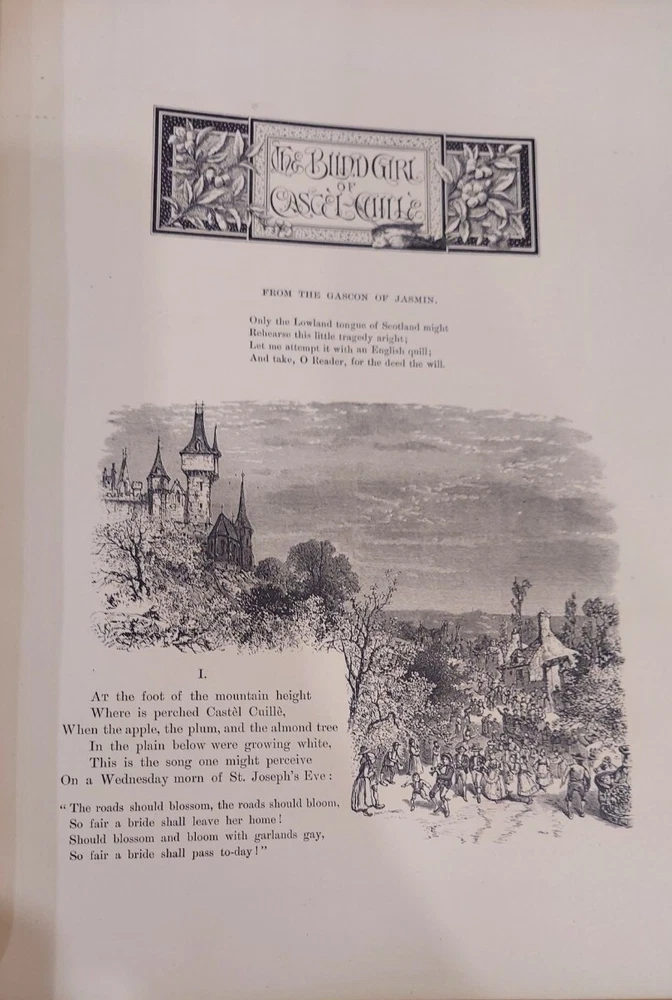 The Blind Girl
of
Castèl-Cuillè
FROM THE GASCON OF JASMIN.
Only the Lowland tongue of Scotland might
Rehearse this little tragedy aright;
Let me attempt it with an English quill;
And take, O Reader, for the deed the will.
I.
At the foot of the mountain height
Where is perched Castèl Cuillè,
When the apple, the plum, and the almond tree
In the plain below were growing white,
This is the song one might perceive
On a Wednesday morn of St. Joseph's Eve:
"The roads should blossom, the roads should bloom,
So fair a bride shall leave her home!
Should blossom and bloom with garlands gay,
So fair a bride shall pass to-day!"